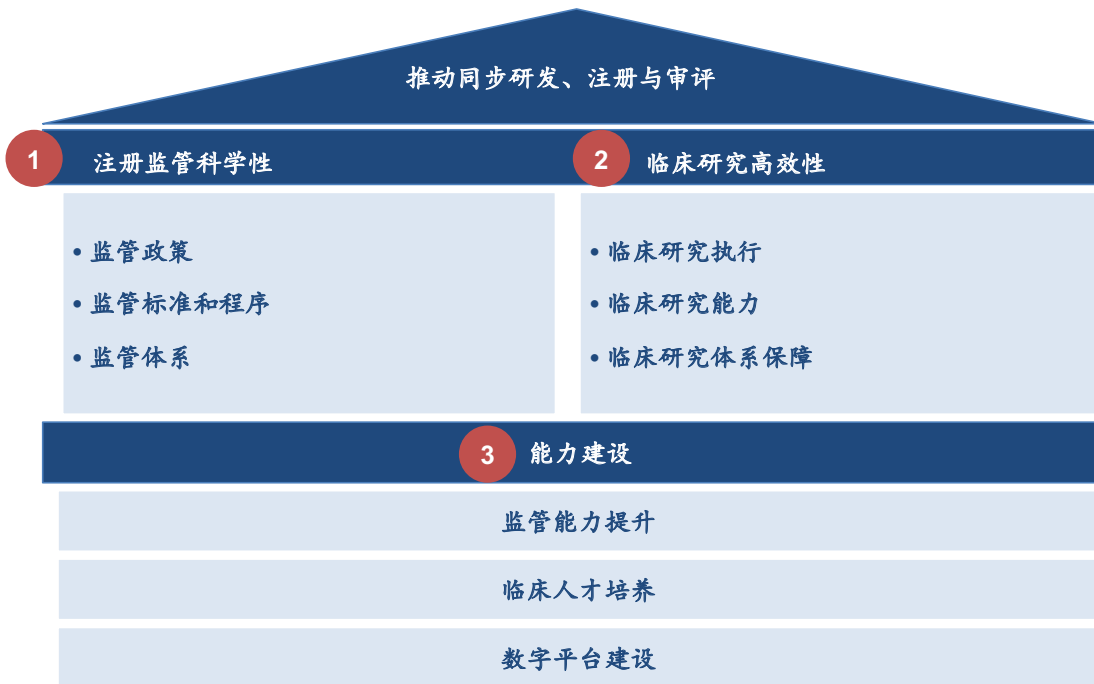 推动同步研发、注册与审评
1 注册监管科学性
2 临床研究高效性
• 监管政策
• 监管标准和程序
• 监管体系
• 临床研究执行
• 临床研究能力
• 临床研究体系保障
3 能力建设
监管能力提升
临床人才培养
数字平台建设